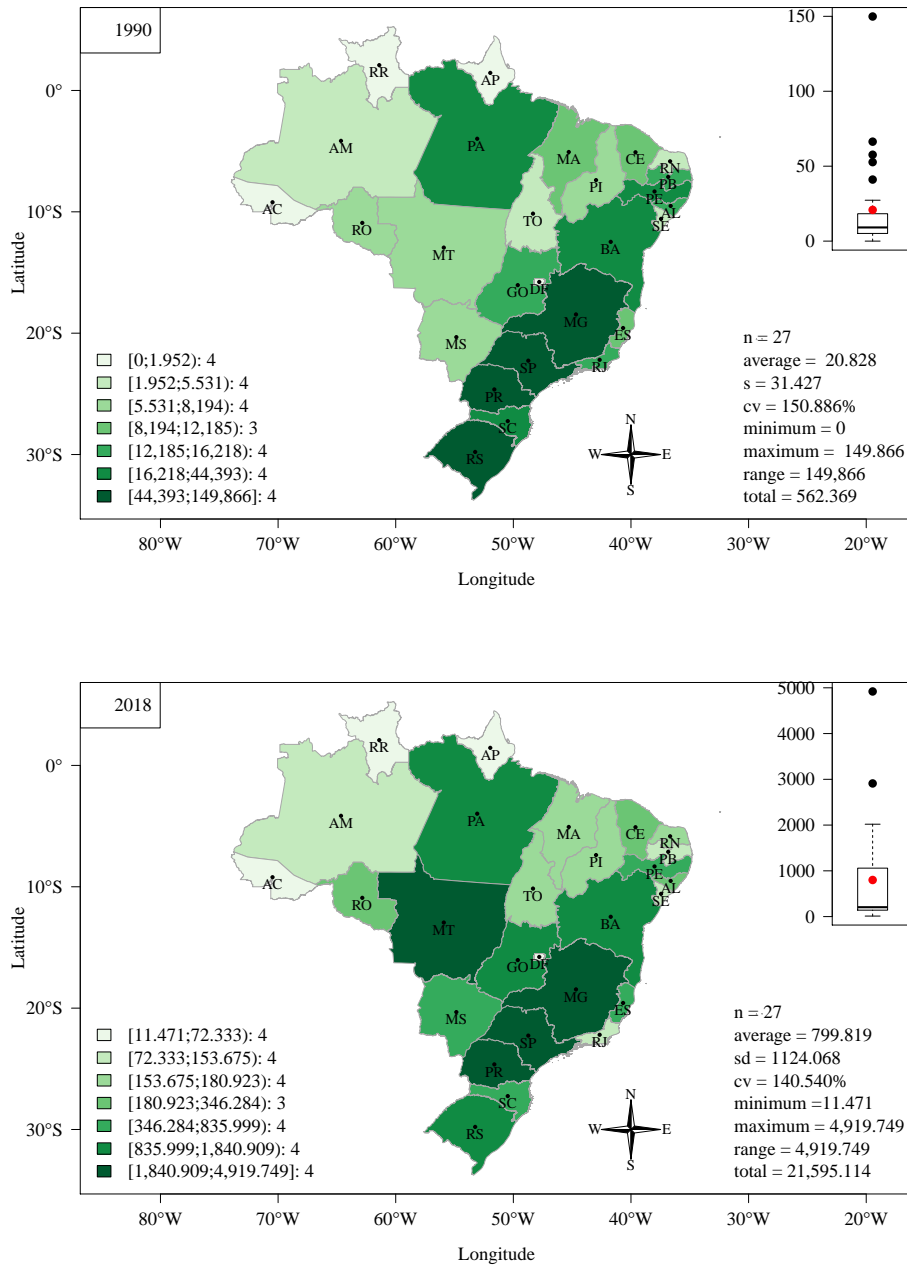 1990
150
100
50
0
0°
10°S
20°S
30°S
Latitude
RR
AP
AM
PA
MA
CE
RN
PB
PI
PE
AL
SE
AC
TO
RO
BA
MT
GO
DF
MG
ES
MS
SP
RJ
PR
SC
RS
N
W
E
S
[0;1.952): 4
[1.952;5.531): 4
[5.531;8,194): 4
[8,194;12,185): 3
[12,185;16,218): 4
[16,218;44,393): 4
[44,393;149,866]: 4
n = 27
average =  20.828
s = 31.427
cv = 150.886%
minimum = 0
maximum =  149.866
range = 149,866
total = 562.369
80°W
70°W
60°W
50°W
40°W
30°W
20°W
Longitude
2018
5000
4000
3000
2000
1000
0
0°
10°S
20°S
30°S
Latitude
RR
AP
AM
PA
MA
CE
RN
PB
PI
PE
AL
SE
AC
TO
RO
BA
MT
GO
DF
MG
ES
MS
SP
RJ
PR
SC
RS
N
W
E
S
[11.471;72.333): 4
[72.333;153.675): 4
[153.675;180.923): 4
[180.923;346.284): 3
[346.284;835.999): 4
[835.999;1,840.909): 4
[1,840.909;4,919.749]: 4
n = 27
average = 799.819
sd = 1124.068
cv = 140.540%
minimum =11.471
maximum = 4,919.749
range = 4,919.749
total = 21,595.114
80°W
70°W
60°W
50°W
40°W
30°W
20°W
Longitude